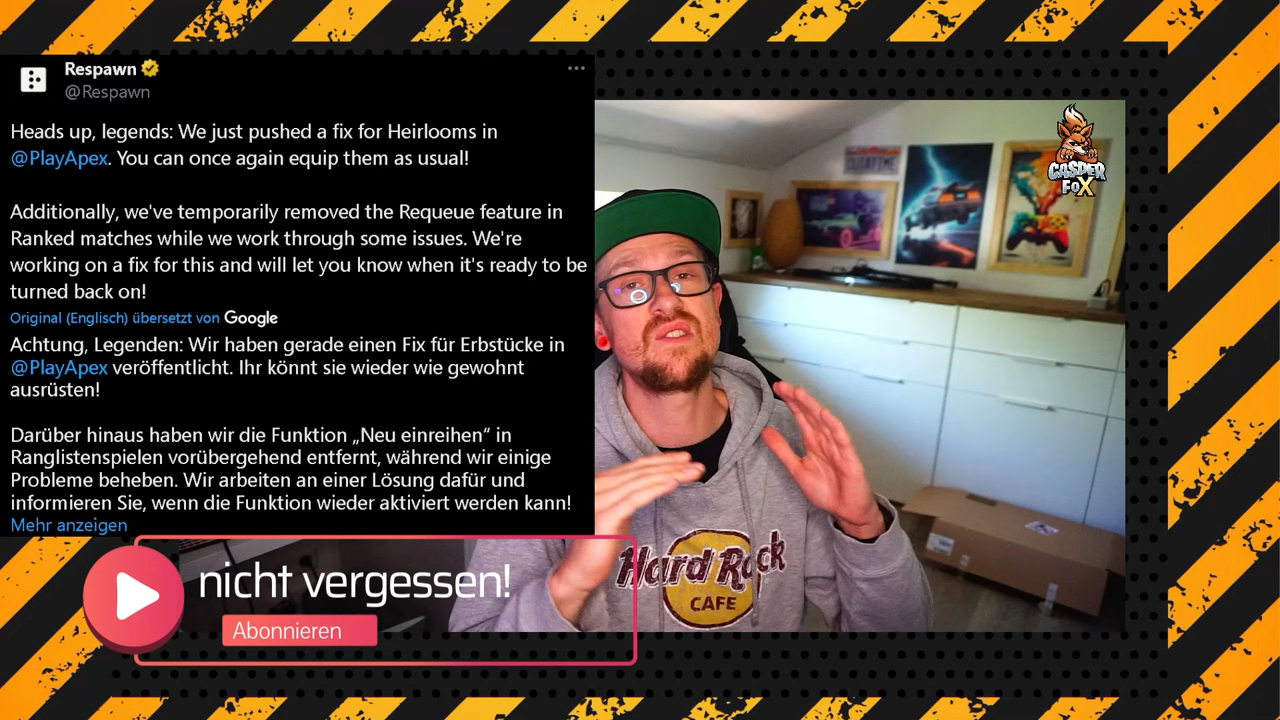 Respawn
@Respawn
Heads up, legends: We just pushed a fix for Heirlooms in
@PlayApex. You can once again equip them as usual!
Additionally, we've temporarily removed the Requeue feature in
Ranked matches while we work through some issues. We're
working on a fix for this and will let you know when it's ready to be
turned back on!
Original (Englisch) übersetzt von Google
Achtung, Legenden: Wir haben gerade einen Fix für Erbstücke in
@PlayApex veröffentlicht. Ihr könnt sie wieder wie gewohnt
ausrüsten!
Darüber hinaus haben wir die Funktion „Neu einreihen“ in
Ranglistenspielen vorübergehend entfernt, während wir einige
Probleme beheben. Wir arbeiten an einer Lösung dafür und
informieren Sie, wenn die Funktion wieder aktiviert werden kann!
Mehr anzeigen
nicht vergessen!
Abonnieren
CASPER
FOX
Hard Rock
CAFE